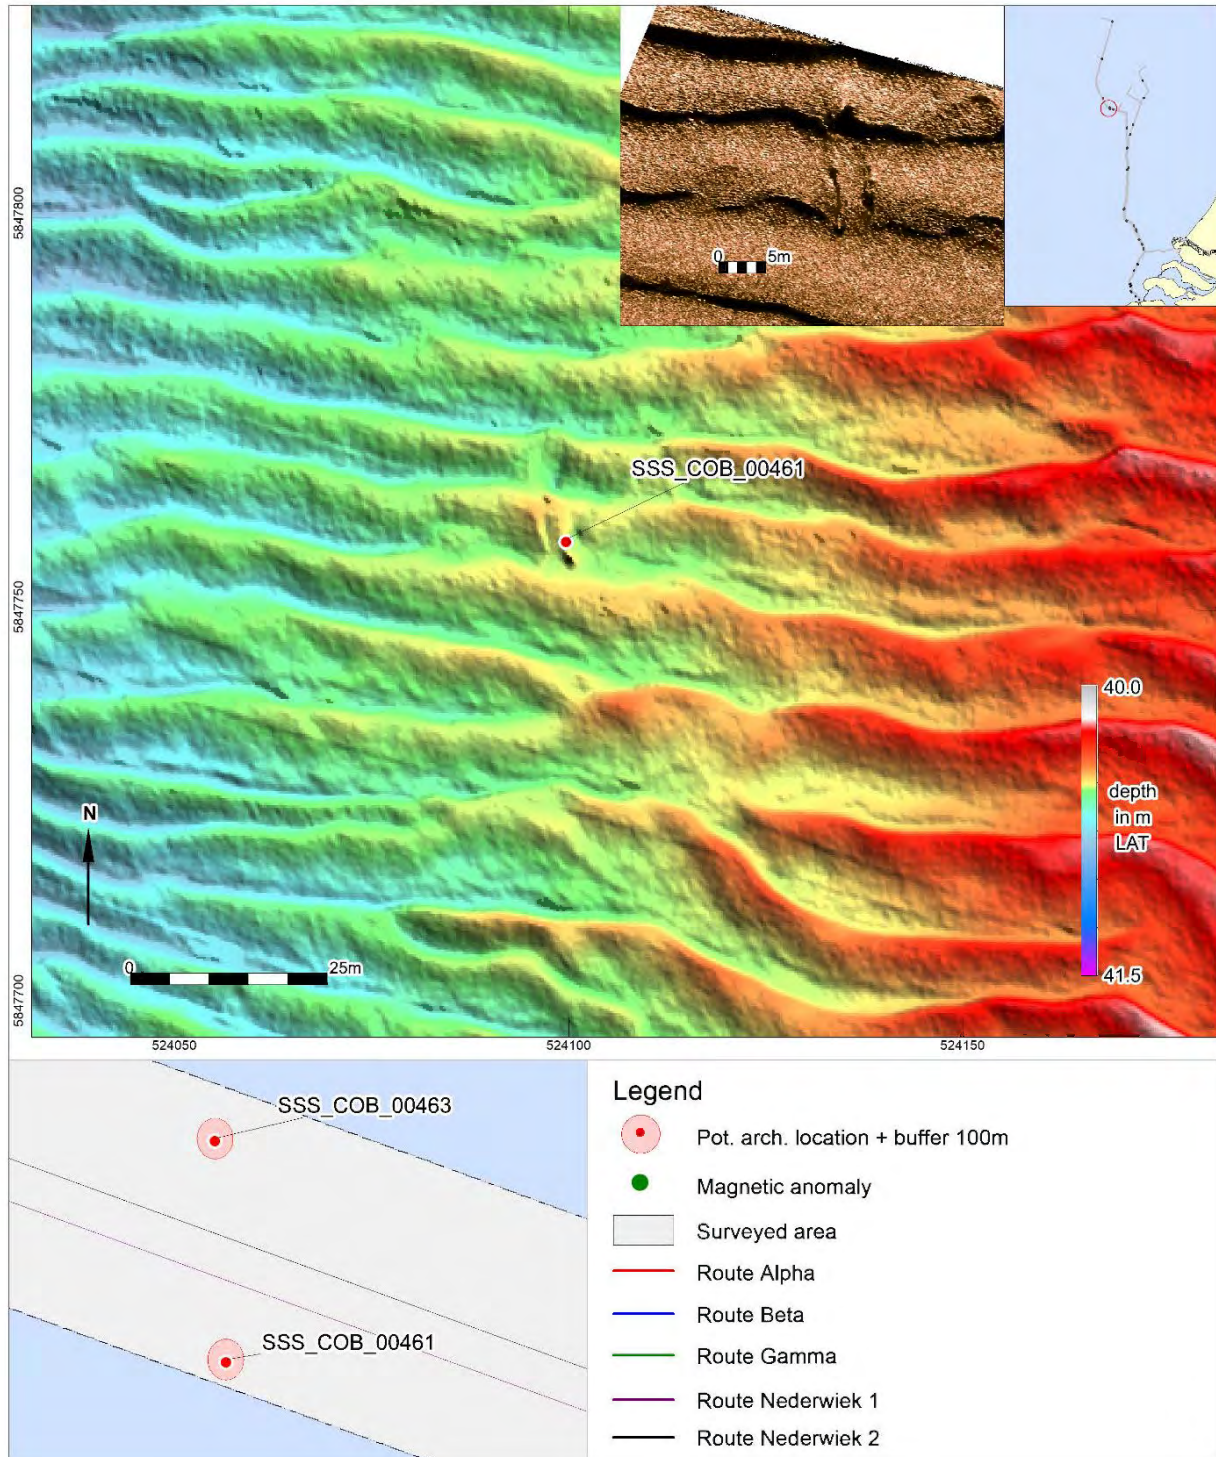 0 5m
5847800
SSS_COB_00461
5847750
40.0
depth
in m
LAT
41.5
N
0 25m
5847700
524050 524100 524150
SSS_COB_00463
SSS_COB_00461
Legend
Pot. arch. location + buffer 100m
Magnetic anomaly
Surveyed area
Route Alpha
Route Beta
Route Gamma
Route Nederwiek 1
Route Nederwiek 2